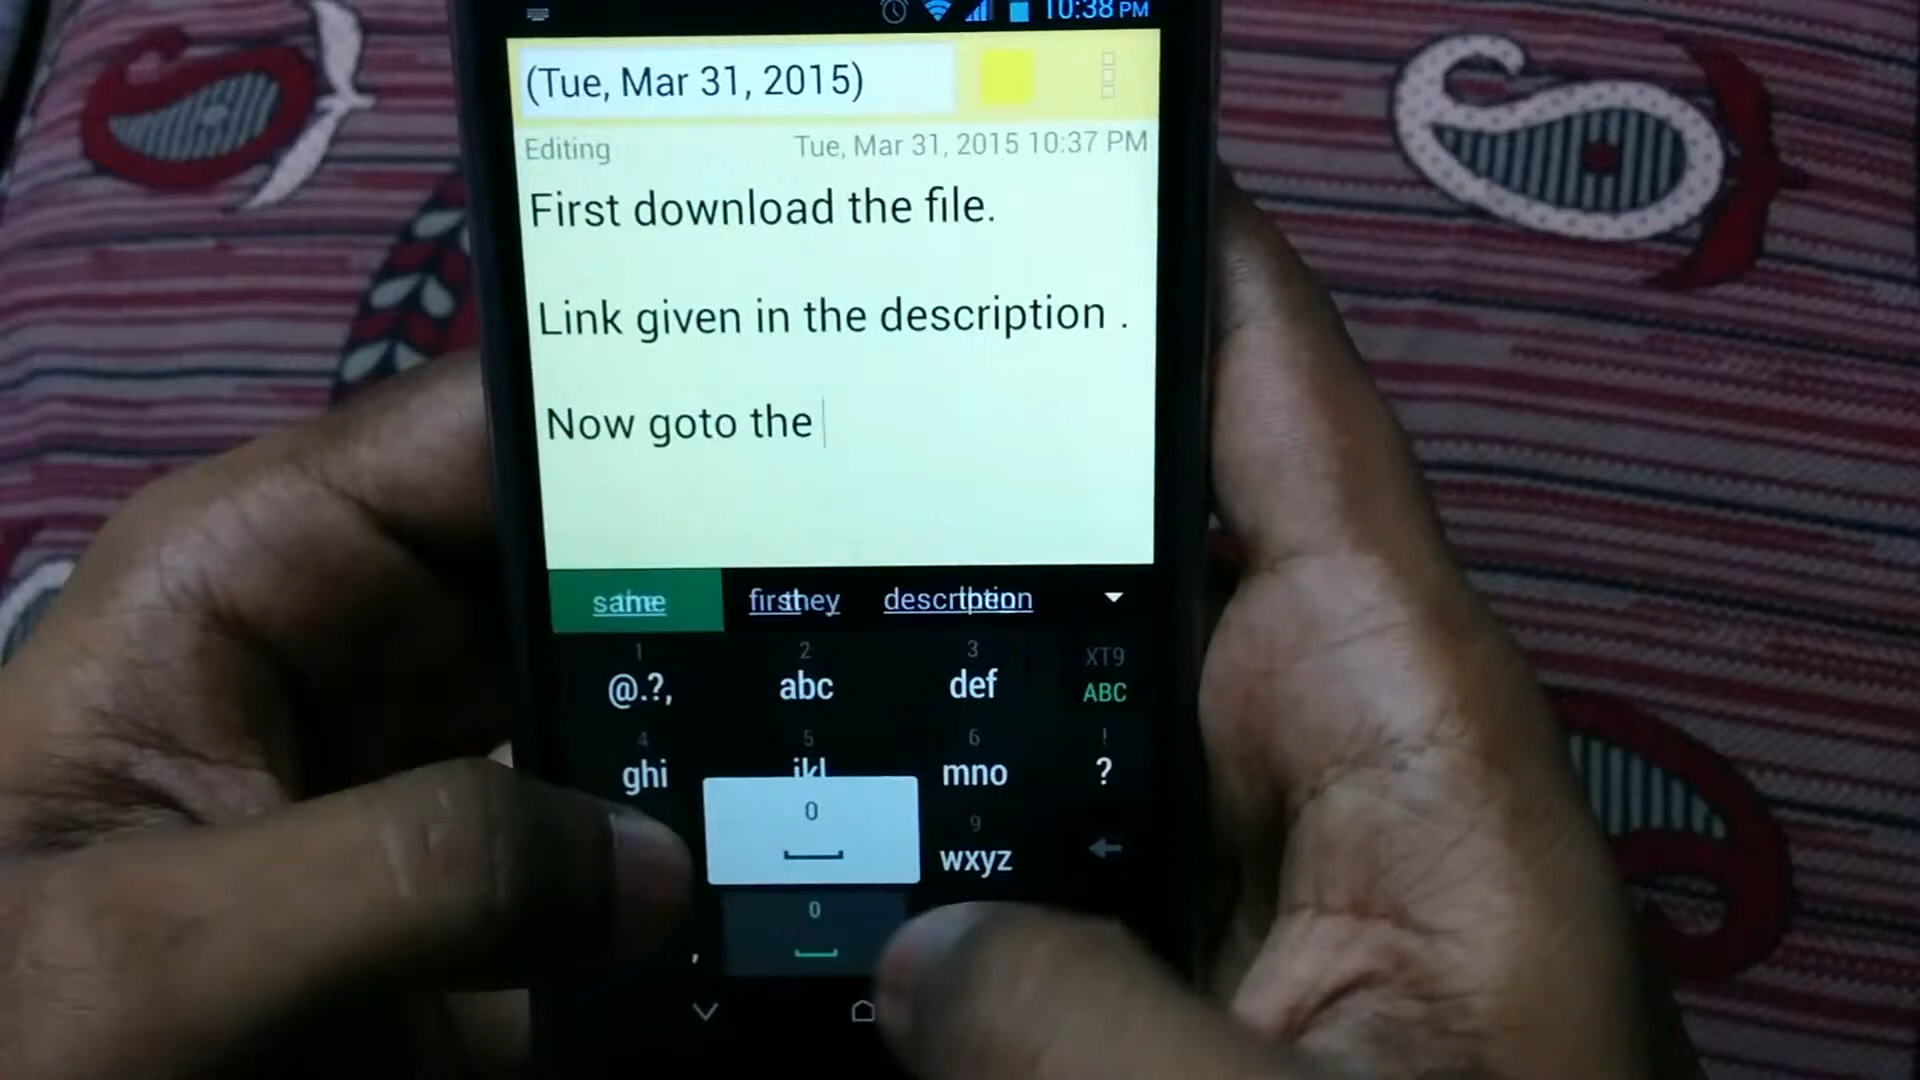 10:38 PM
(Tue, Mar 31, 2015)
Editing Tue, Mar 31, 2015 10:37 PM
First download the file.
Link given in the description .
Now goto the
description
1 2 3 XT9
@.?, abc def ABC
4 5 6 !
ghi jkl mno ?
0 9
wxyz
0
,